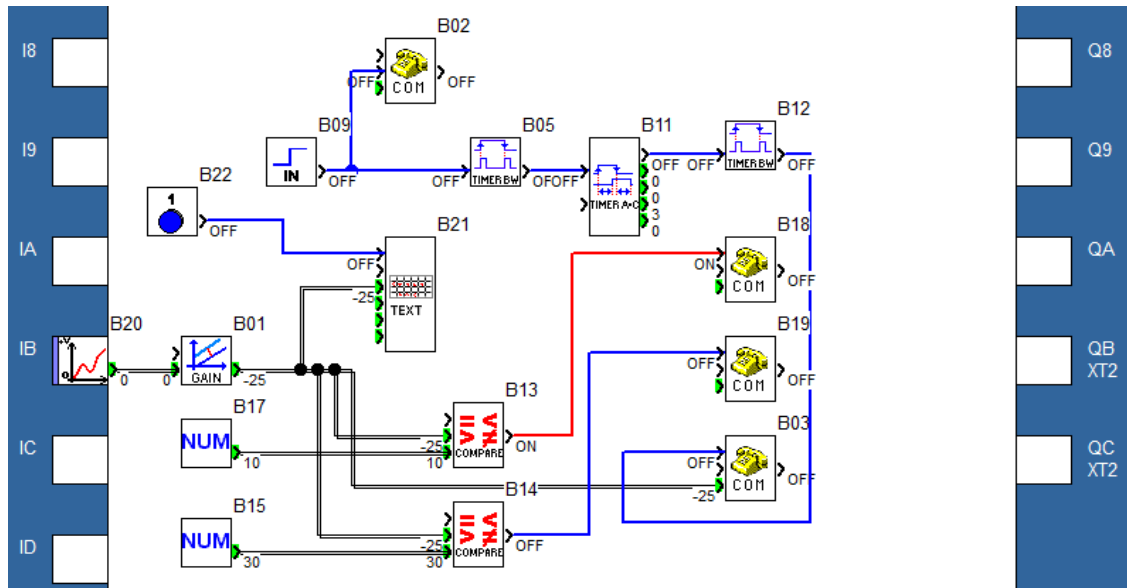 I8
B02
Q8
OFF
OFF
COM
I9
B09
B05
B11
B12
Q9
IN
OFF
OFF
TIMER BW
OFOFF
TIMER A•C
OFF
OFF
TIMER BW
OFF
0
0
3
0
B22
1
OFF
B21
B18
IA
QA
OFF
-25
TEXT
ON
COM
OFF
IB
B20
B01
B19
QB
XT2
+V
0
0
0
GAIN
-25
OFF
COM
OFF
B17
B13
B03
NUM
10
-25
10
COMPARE
ON
IC
QC
XT2
OFF
-25
COM
OFF
B15
B14
ID
NUM
30
-25
30
COMPARE
OFF